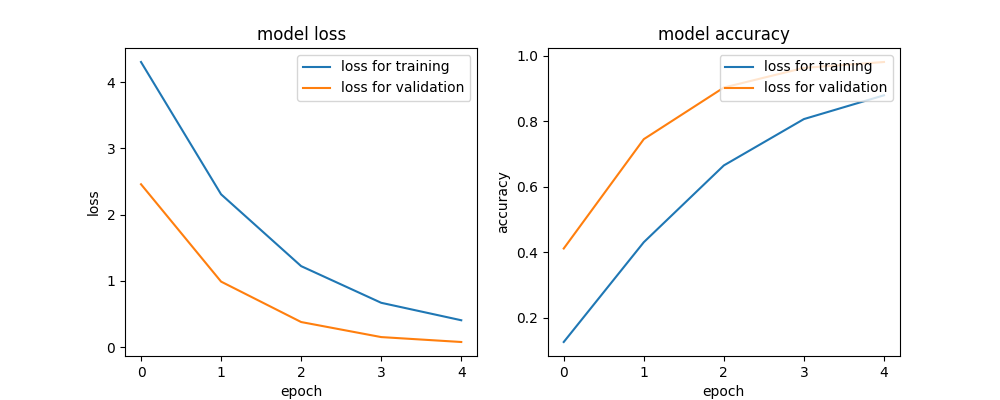 model loss
loss for training
loss for validation
4
3
2
1
0
loss
0 1 2 3 4
epoch
model accuracy
loss for training
loss for validation
1.0
0.8
0.6
0.4
0.2
accuracy
0 1 2 3 4
epoch